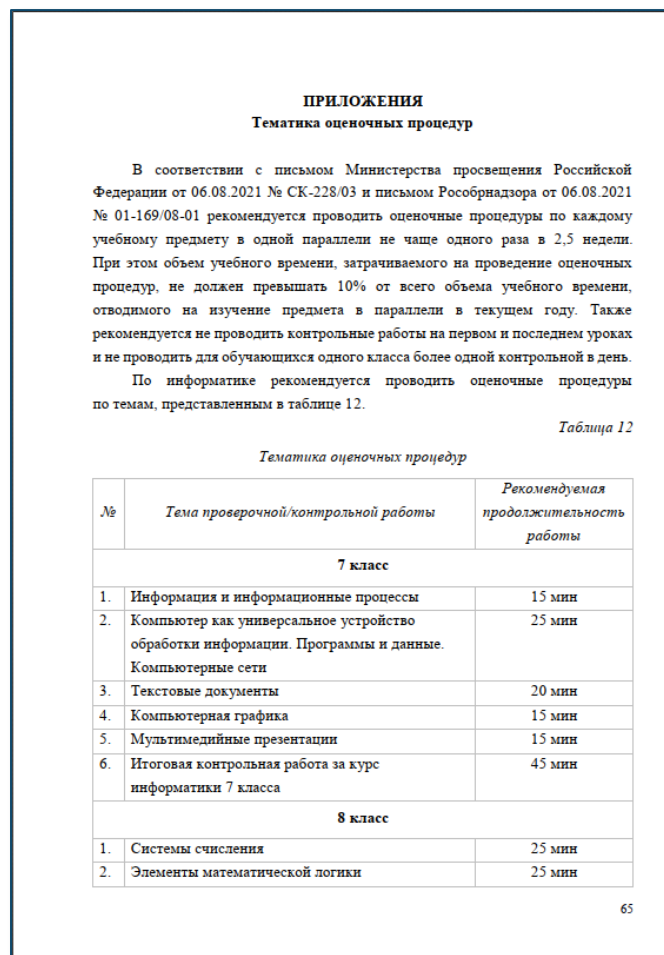 ПРИЛОЖЕНИЯ
Тематика оценочных процедур
В соответствии с письмом Министерства просвещения Российской
Федерации от 06.08.2021 № СК-228/03 и письмом Рособрнадзора от 06.08.2021
№ 01-169/08-01 рекомендуется проводить оценочные процедуры по каждому
учебному предмету в одной параллели не чаще одного раза в 2,5 недели.
При этом объем учебного времени, затрачиваемого на проведение оценочных
процедур, не должен превышать 10% от всего объема учебного времени,
отводимого на изучение предмета в параллели в текущем году. Также
рекомендуется не проводить контрольные работы на первом и последнем уроках
и не проводить для обучающихся одного класса более одной контрольной в день.
По информатике рекомендуется проводить оценочные процедуры
по темам, представленным в таблице 12.
Таблица 12
Тематика оценочных процедур
№ Тема проверочной/контрольной работы Рекомендуемая
продолжительность
работы
7 класс
1. Информация и информационные процессы 15 мин
2. Компьютер как универсальное устройство 25 мин
обработки информации. Программы и данные.
Компьютерные сети
3. Текстовые документы 20 мин
4. Компьютерная графика 15 мин
5. Мультимедийные презентации 15 мин
6. Итоговая контрольная работа за курс 45 мин
информатики 7 класса
8 класс
1. Системы счисления 25 мин
2. Элементы математической логики 25 мин
65